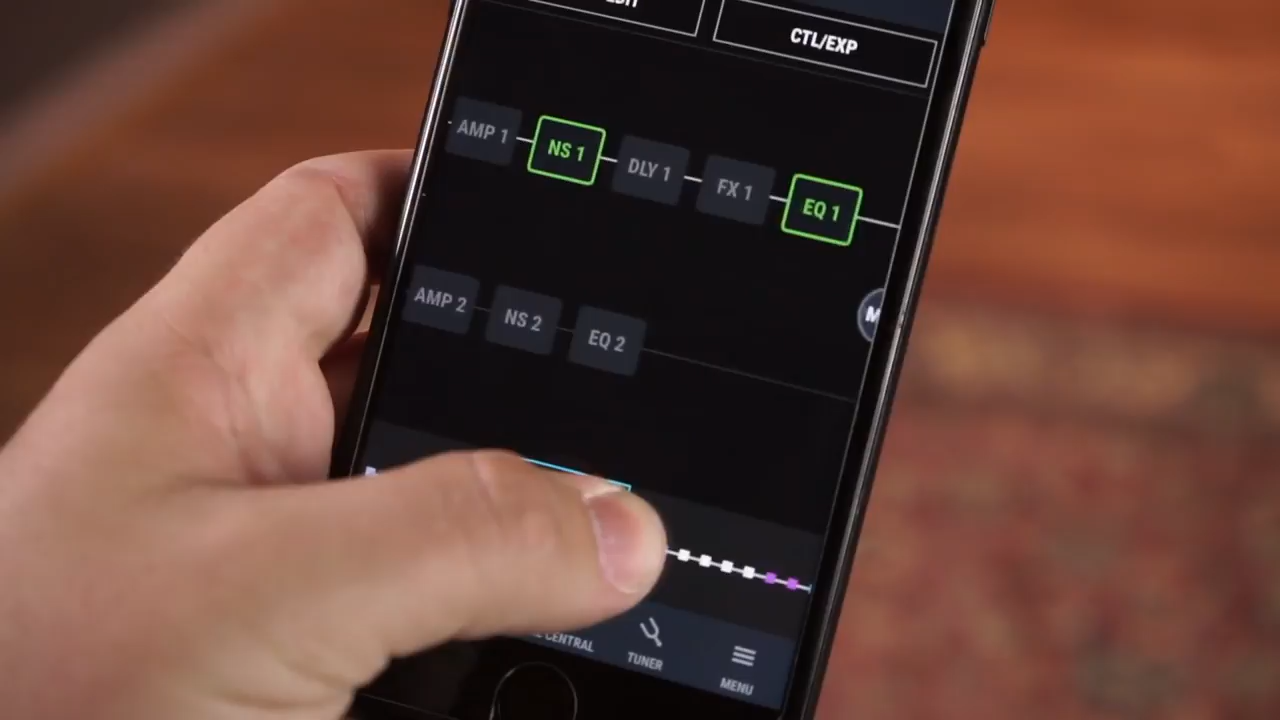 CTL/EXP
AMP 1
NS 1
DLY 1
FX 1
EQ 1
AMP 2
NS 2
EQ 2
M
CENTRAL
TUNER
MENU